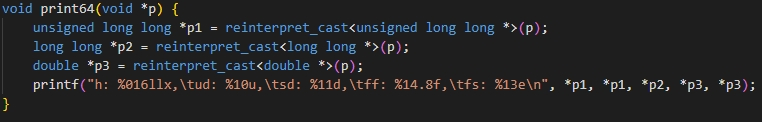 void print64(void *p) {
    unsigned long long *p1 = reinterpret_cast<unsigned long long *>(p);
    long long *p2 = reinterpret_cast<long long *>(p);
    double *p3 = reinterpret_cast<double *>(p);
    printf("h: %016llx,\tud: %10u,\tsd: %11d,\tff: %14.8f,\tfs: %13e\n", *p1, *p1, *p2, *p3, *p3);
}